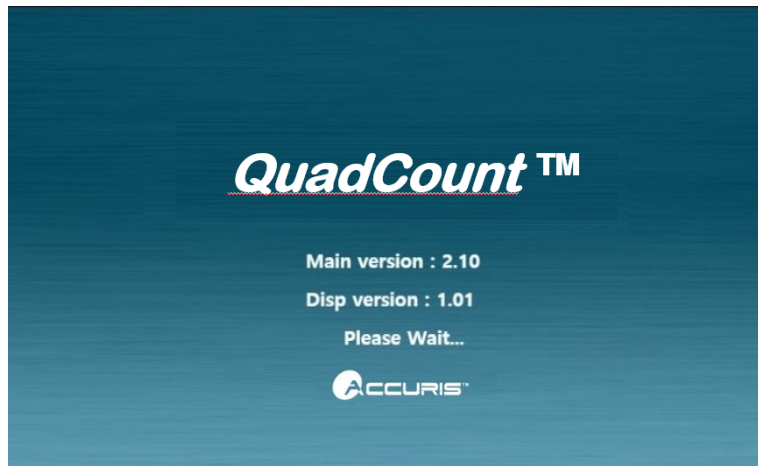 QuadCount ™
Main version : 2.10
Disp version : 1.01
Please Wait...
ACCURIS™